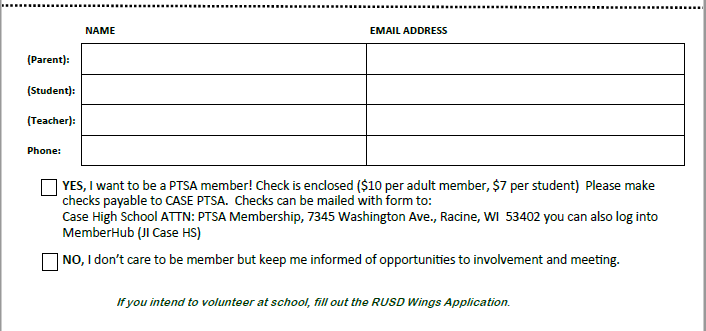 NAME EMAIL ADDRESS
(Parent):
(Student):
(Teacher):
Phone:
YES, I want to be a PTSA member! Check is enclosed ($10 per adult member, $7 per student) Please make
checks payable to CASE PTSA. Checks can be mailed with form to:
Case High School ATTN: PTSA Membership, 7345 Washington Ave., Racine, WI 53402 you can also log into
MemberHub (JI Case HS)
NO, I don't care to be member but keep me informed of opportunities to involvement and meeting.
If you intend to volunteer at school, fill out the RUSD Wings Application.